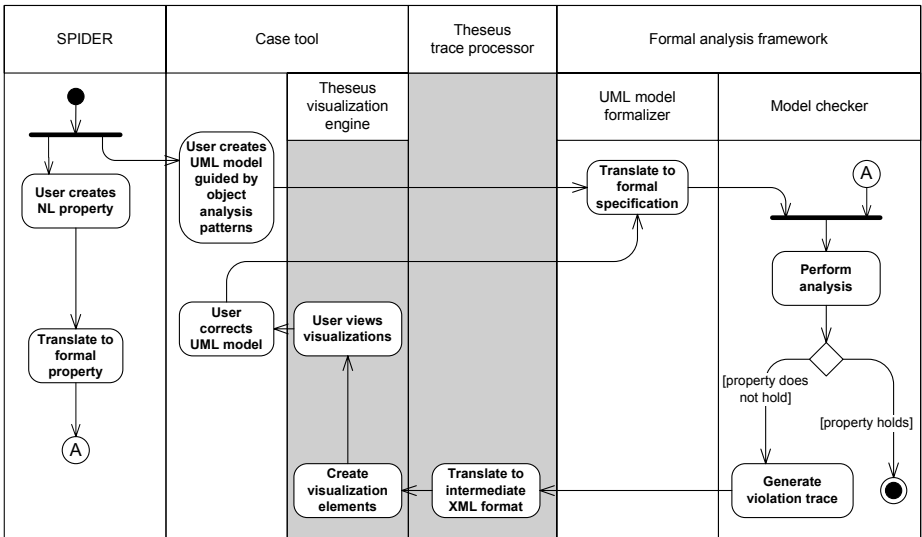 SPIDER
Case tool
Theseus
trace processor
Formal analysis framework
Theseus
visualization
engine
UML model
formalizer
Model checker
User creates
UML model
guided by
object
analysis
patterns
User creates
NL property
Translate to
formal
specification
A
Perform
analysis
User
corrects
UML model
User views
visualizations
Translate to
formal
property
[property does
not hold]
[property holds]
A
Create
visualization
elements
Translate to
intermediate
XML format
Generate
violation trace